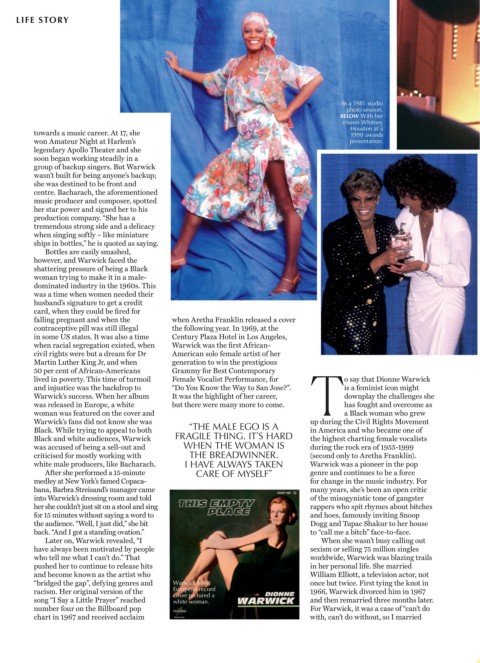 LIFE STORY
In a 1981 studio
photo session.
BELOW With her
cousin Whitney
Houston at a
1990 awards
presentation.
towards a music career. At 17, she
won Amateur Night at Harlem's
legendary Apollo Theater and she
soon began working steadily in a
group of backup singers. But Warwick
wasn't built for being anyone's backup;
she was destined to be front and
centre. Bacharach, the aforementioned
music producer and composer, spotted
her star power and signed her to his
production company. “She has a
tremendous strong side and a delicacy
when singing softly – like miniature
ships in bottles,” he is quoted as saying.
Bottles are easily smashed,
however, and Warwick faced the
shattering pressure of being a Black
woman trying to make it in a male-
dominated industry in the 1960s. This
was a time when women needed their
husband's signature to get a credit
card, when they could be fired for
falling pregnant and when the
contraceptive pill was still illegal
in some US states. It was also a time
when racial segregation existed, when
civil rights were but a dream for Dr
Martin Luther King Jr, and when
50 per cent of African-Americans
lived in poverty. This time of turmoil
and injustice was the backdrop to
Warwick's success. When her album
was released in Europe, a white
woman was featured on the cover and
Warwick's fans did not know she was
Black. While trying to appeal to both
Black and white audiences, Warwick
was accused of being a sell-out and
criticised for mostly working with
white male producers, like Bacharach.
After she performed a 15-minute
medley at New York's famed Copaca-
bana, Barbra Streisand's manager came
into Warwick's dressing room and told
her she couldn't just sit on a stool and sing
for 15 minutes without saying a word to
the audience. “Well, I just did,” she bit
back. “And I got a standing ovation.”
Later on, Warwick revealed, “I
have always been motivated by people
who tell me what I can't do.” That
pushed her to continue to release hits
and become known as the artist who
“bridged the gap”, defying genres and
racism. Her original version of the
song “I Say a Little Prayer” reached
number four on the Billboard pop
chart in 1967 and received acclaim
when Aretha Franklin released a cover
the following year. In 1969, at the
Century Plaza Hotel in Los Angeles,
Warwick was the first African-
American solo female artist of her
generation to win the prestigious
Grammy for Best Contemporary
Female Vocalist Performance, for
“Do You Know the Way to San Jose?”.
It was the highlight of her career,
but there were many more to come.
“THE MALE EGO IS A
FRAGILE THING. IT'S HARD
WHEN THE WOMAN IS
THE BREADWINNER.
I HAVE ALWAYS TAKEN
CARE OF MYSELF”
THIS EMPTY
PLACE
Warwick's first
European record
cover pictured a
white woman.
DIONNE
WARWICK
To say that Dionne Warwick
is a feminist icon might
downplay the challenges she
has fought and overcome as
a Black woman who grew
up during the Civil Rights Movement
in America and who became one of
the highest charting female vocalists
during the rock era of 1955-1999
(second only to Aretha Franklin).
Warwick was a pioneer in the pop
genre and continues to be a force
for change in the music industry. For
many years, she's been an open critic
of the misogynistic tone of gangster
rappers who spit rhymes about bitches
and hoes, famously inviting Snoop
Dogg and Tupac Shakur to her house
to “call me a bitch” face-to-face.
When she wasn't busy calling out
sexism or selling 75 million singles
worldwide, Warwick was blazing trails
in her personal life. She married
William Elliott, a television actor, not
once but twice. First tying the knot in
1966, Warwick divorced him in 1967
and then remarried three months later.
For Warwick, it was a case of “can't do
with, can't do without, so I married